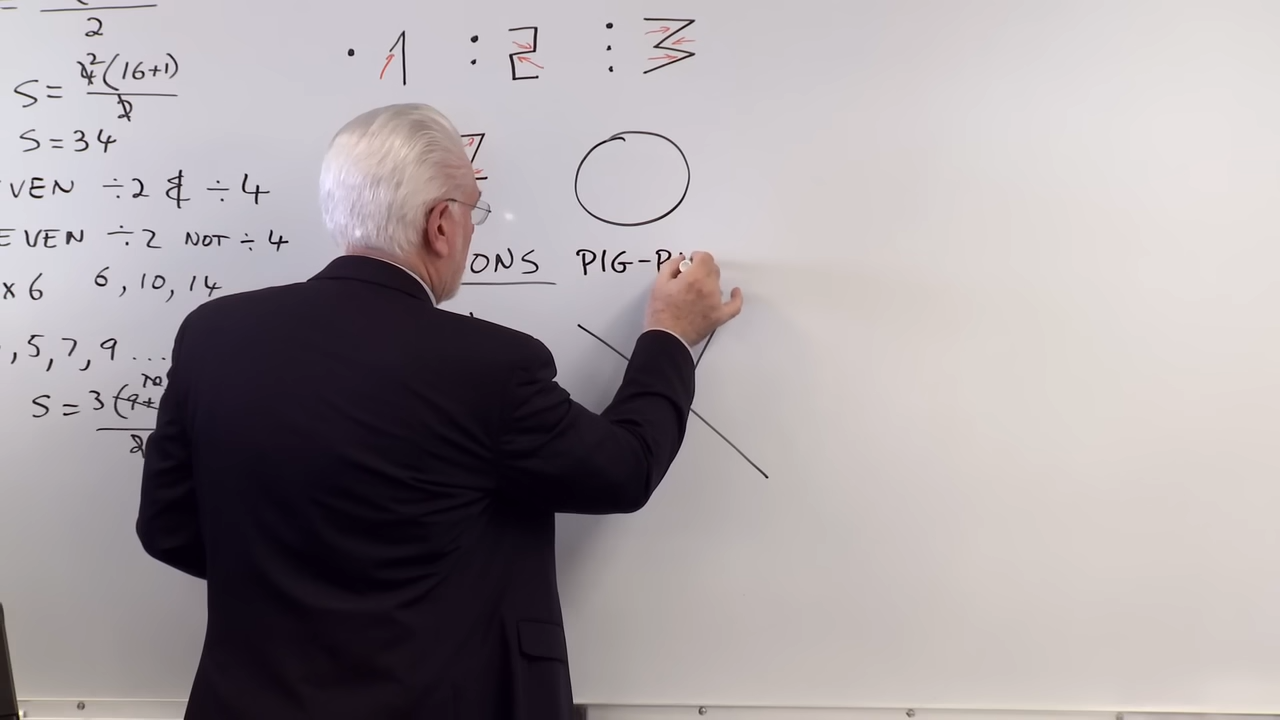 2
S = 4²(16+1)
2
S = 34
VEN ÷2 & ÷4
EVEN ÷2 NOT ÷4
x 6 6, 10, 14
, 5, 7, 9 ...
S = 3(9+
2
· 1 : 2 ⋮ 3
ONS PIG-P